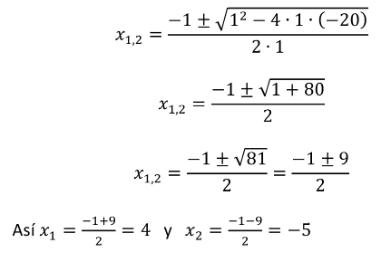 x₁,₂ = (−1 ± √(1² − 4 · 1 · (−20))) / (2 · 1)
x₁,₂ = (−1 ± √(1 + 80)) / 2
x₁,₂ = (−1 ± √81) / 2 = (−1 ± 9) / 2
Así x₁ = (−1+9)/2 = 4 y x₂ = (−1−9)/2 = −5